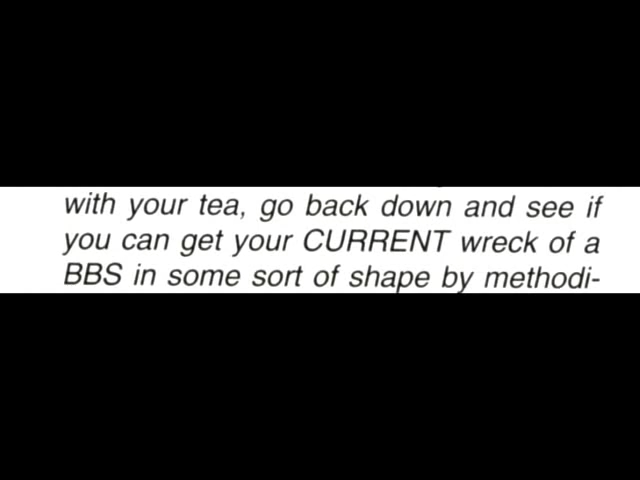 with your tea, go back down and see if
you can get your CURRENT wreck of a
BBS in some sort of shape by methodi-